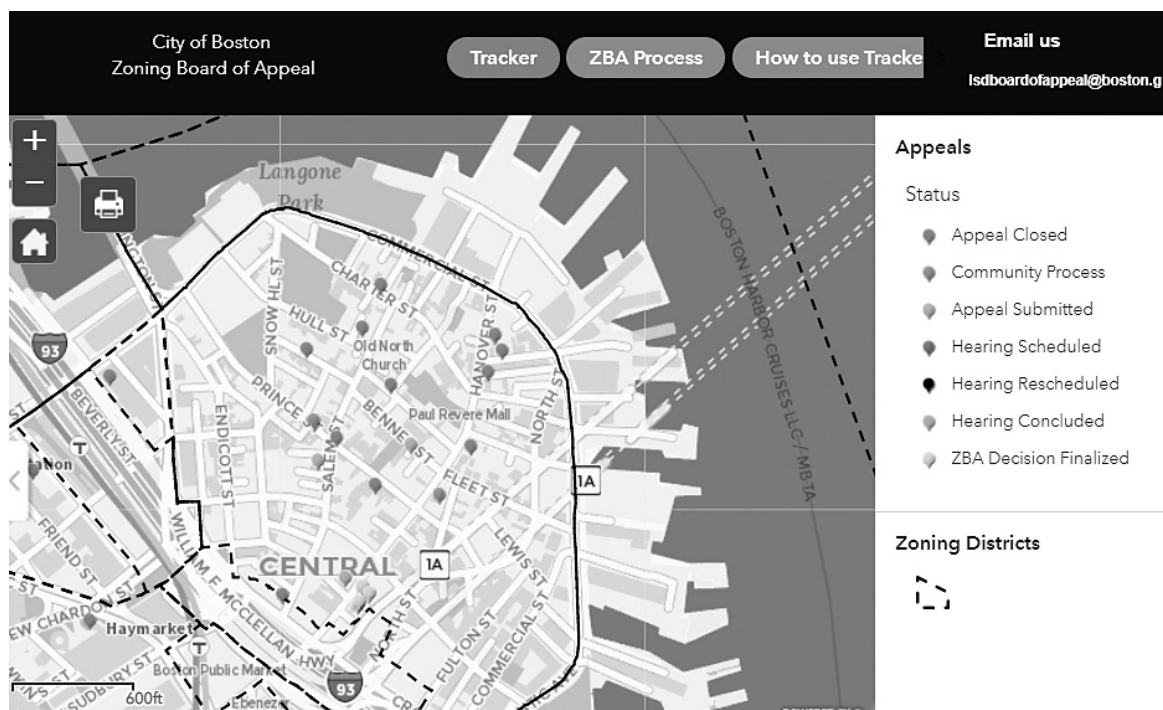 City of Boston
Zoning Board of Appeal
Tracker
ZBA Process
How to use Tracke
Email us
lsdboardofappeal@boston.g
+
−
Langone
Park
COMMERCIAL ST
CHARTER ST
SNOW HL ST
HULL ST
Old North
Church
HANOVER ST
93
PRINCE ST
BENNET ST
Paul Revere Mall
NORTH ST
BEVERLY ST
ENDICOTT ST
SALEM ST
FLEET ST
1A
T
BOSTON HARBOR CRUISES LLC / MBTA
FRIEND ST
WILLIAM F MCCLELLAN HWY
CENTRAL
1A
LEWIS ST
Haymarket
T
NORTH ST
FULTON ST
COMMERCIAL ST
Boston Public Market
93
SUDBURY ST
600ft
Appeals
Status
Appeal Closed
Community Process
Appeal Submitted
Hearing Scheduled
Hearing Rescheduled
Hearing Concluded
ZBA Decision Finalized
Zoning Districts